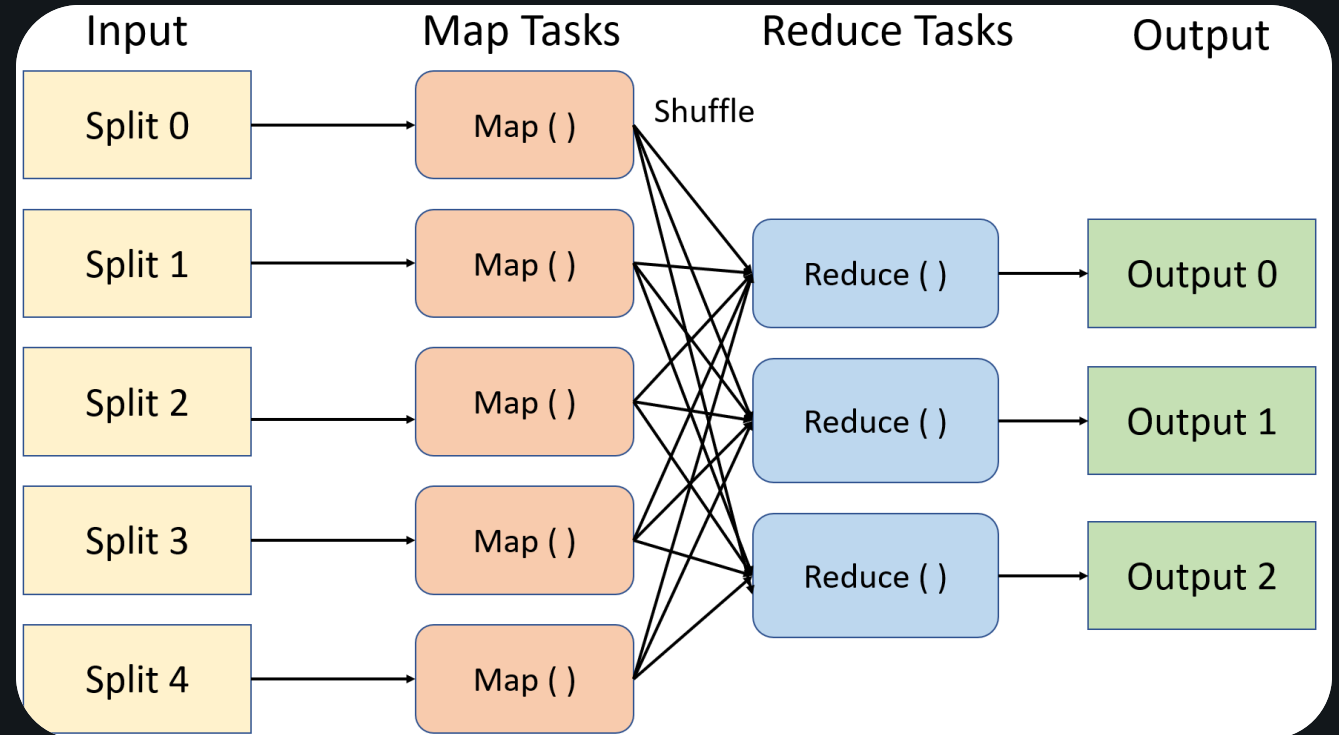 Input
Map Tasks
Reduce Tasks
Output
Split 0
Map ( )
Shuffle
Split 1
Map ( )
Reduce ( )
Output 0
Split 2
Map ( )
Reduce ( )
Output 1
Split 3
Map ( )
Reduce ( )
Output 2
Split 4
Map ( )